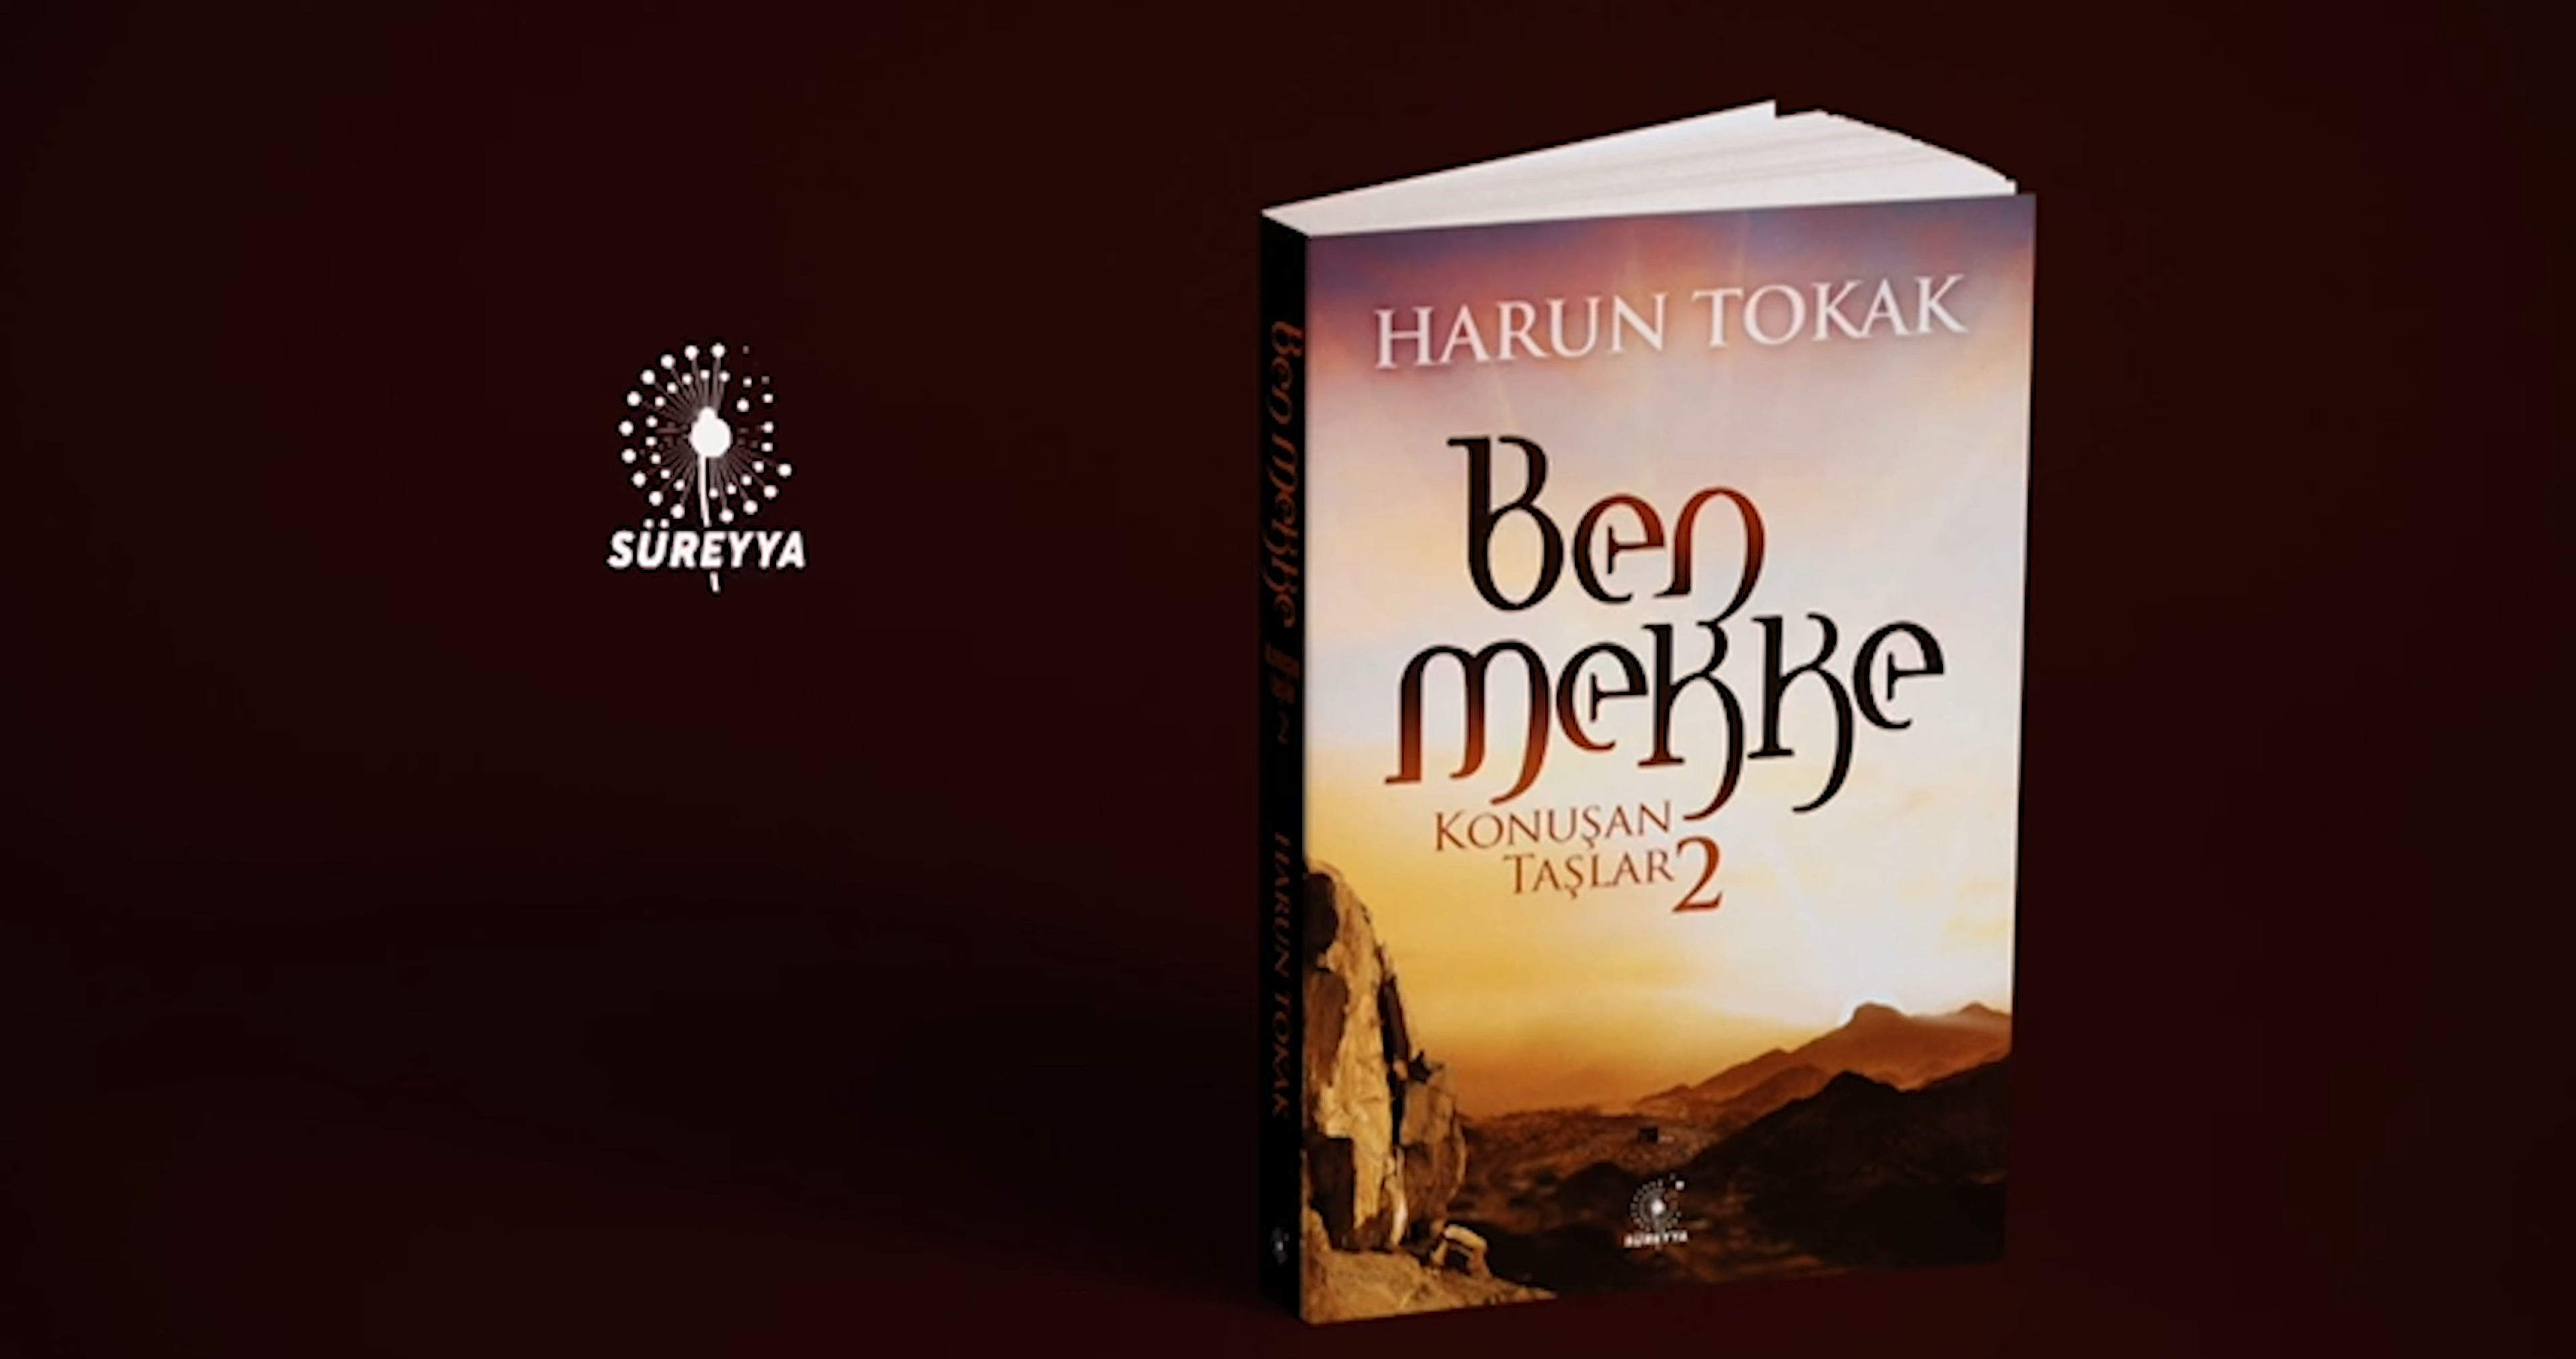 SÜREYYA
HARUN TOKAK
Ben
mekke
KONUŞAN
TAŞLAR 2
SÜREYYA
Ben mekke
HARUN TOKAK